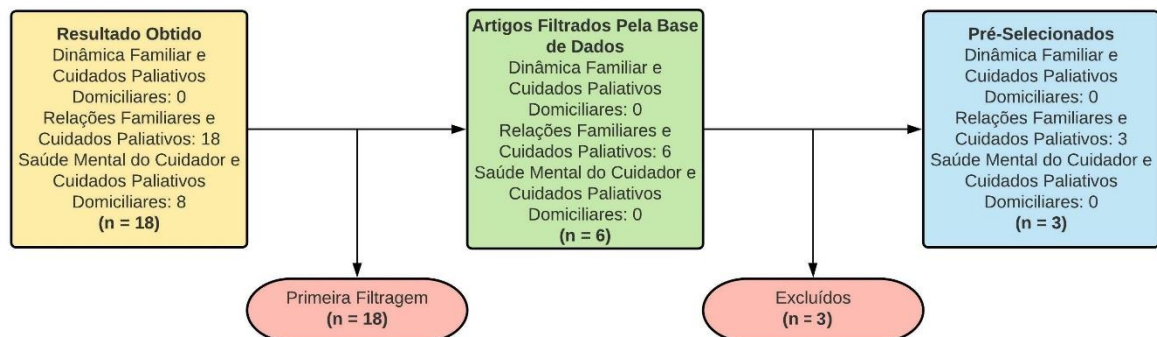 Resultado Obtido
Dinâmica Familiar e
Cuidados Paliativos
Domiciliares: 0
Relações Familiares e
Cuidados Paliativos: 18
Saúde Mental do Cuidador e
Cuidados Paliativos
Domiciliares: 8
(n = 18)
Artigos Filtrados Pela Base
de Dados
Dinâmica Familiar e
Cuidados Paliativos
Domiciliares: 0
Relações Familiares e
Cuidados Paliativos: 6
Saúde Mental do Cuidador e
Cuidados Paliativos
Domiciliares: 0
(n = 6)
Pré-Selecionados
Dinâmica Familiar e
Cuidados Paliativos
Domiciliares: 0
Relações Familiares e
Cuidados Paliativos: 3
Saúde Mental do Cuidador e
Cuidados Paliativos
Domiciliares: 0
(n = 3)
Primeira Filtragem
(n = 18)
Excluídos
(n = 3)